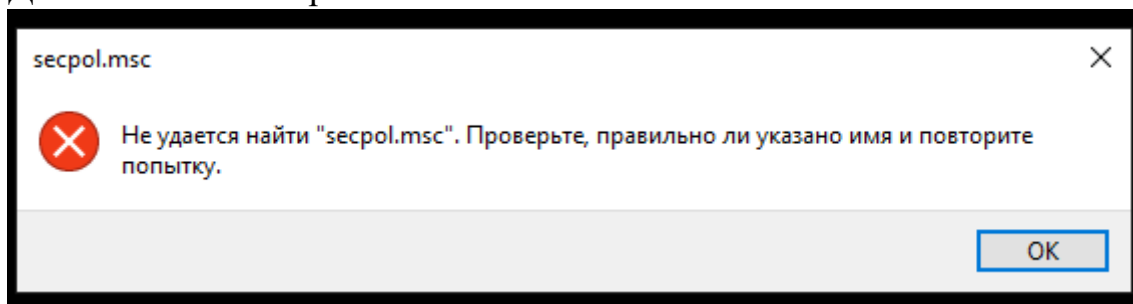 secpol.msc
Не удается найти "secpol.msc". Проверьте, правильно ли указано имя и повторите
попытку.
OK